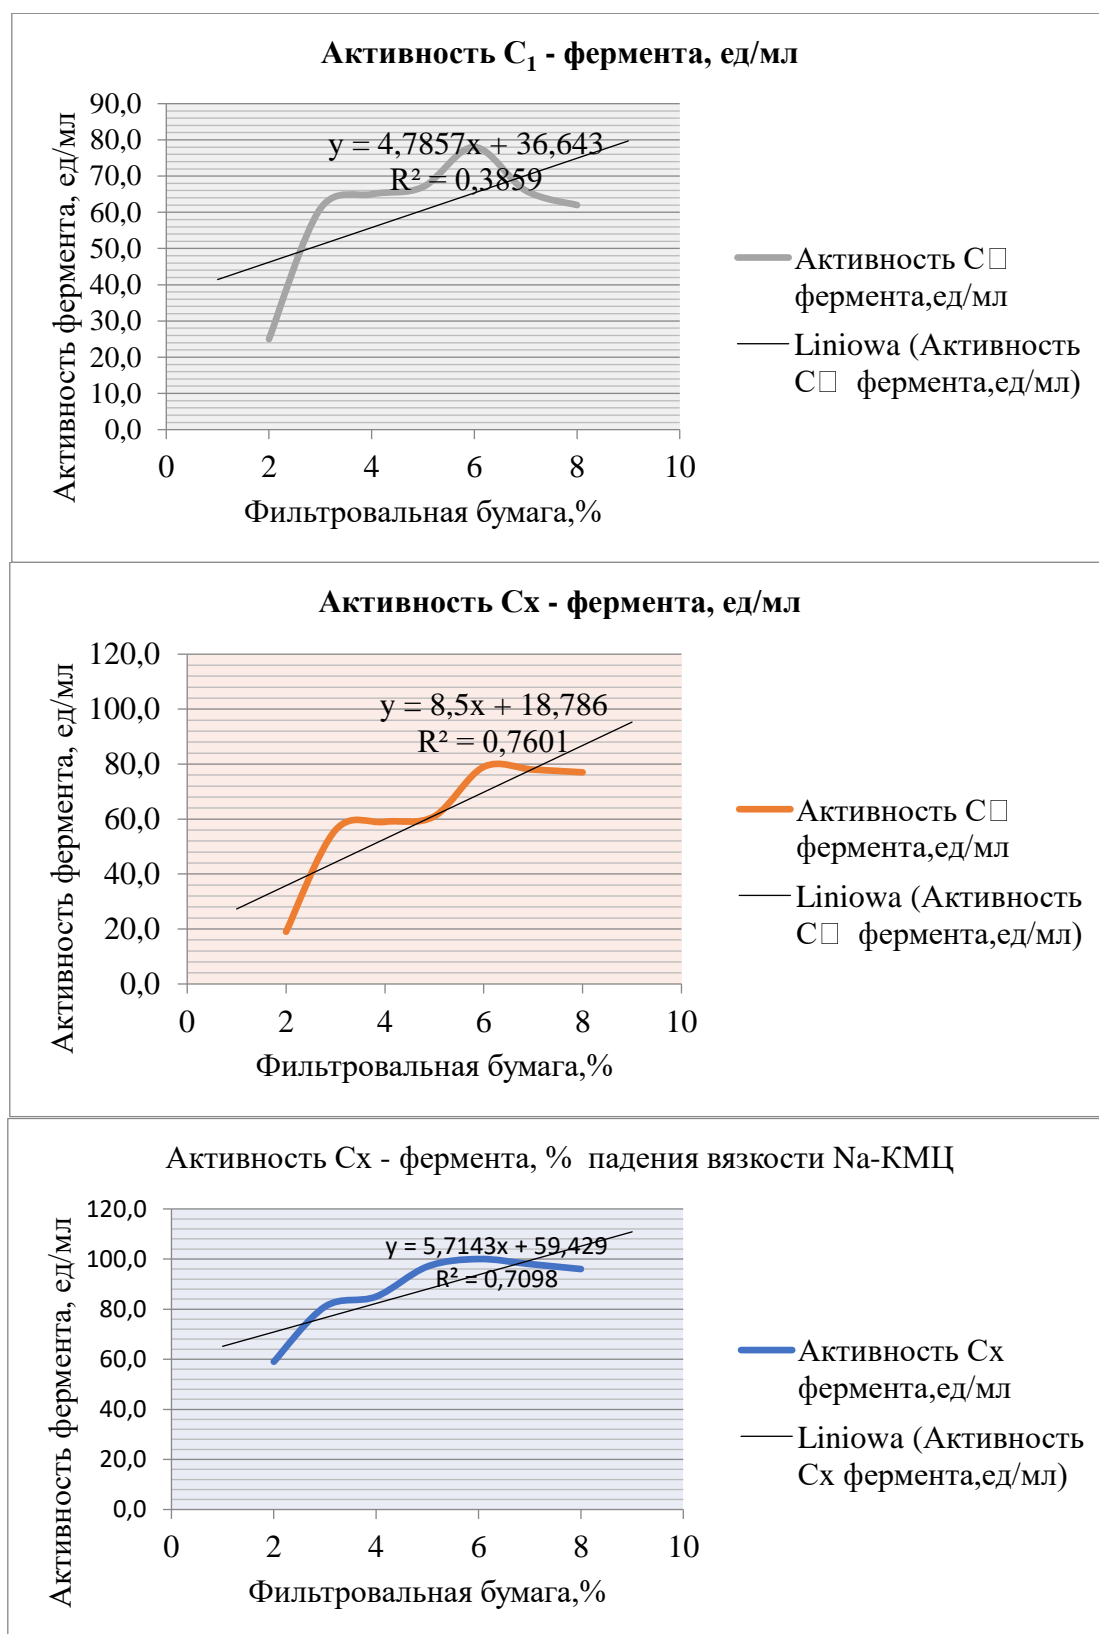 Активность C₁ - фермента, ед/мл
Активность фермента, ед/мл
90,0
80,0
70,0
60,0
50,0
40,0
30,0
20,0
10,0
0,0
y = 4,7857x + 36,643
R² = 0,3859
0 2 4 6 8 10
Фильтровальная бумага,%
Активность С□
фермента,ед/мл
Liniowa (Активность
С□ фермента,ед/мл)
Активность Сх - фермента, ед/мл
Активность фермента, ед/мл
120,0
100,0
80,0
60,0
40,0
20,0
0,0
y = 8,5x + 18,786
R² = 0,7601
0 2 4 6 8 10
Фильтровальная бумага,%
Активность С□
фермента,ед/мл
Liniowa (Активность
С□ фермента,ед/мл)
Активность Сх - фермента, % падения вязкости Na-КМЦ
Активность фермента, ед/мл
120,0
100,0
80,0
60,0
40,0
20,0
0,0
y = 5,7143x + 59,429
R² = 0,7098
0 2 4 6 8 10
Фильтровальная бумага,%
Активность Сх
фермента,ед/мл
Liniowa (Активность
Сх фермента,ед/мл)